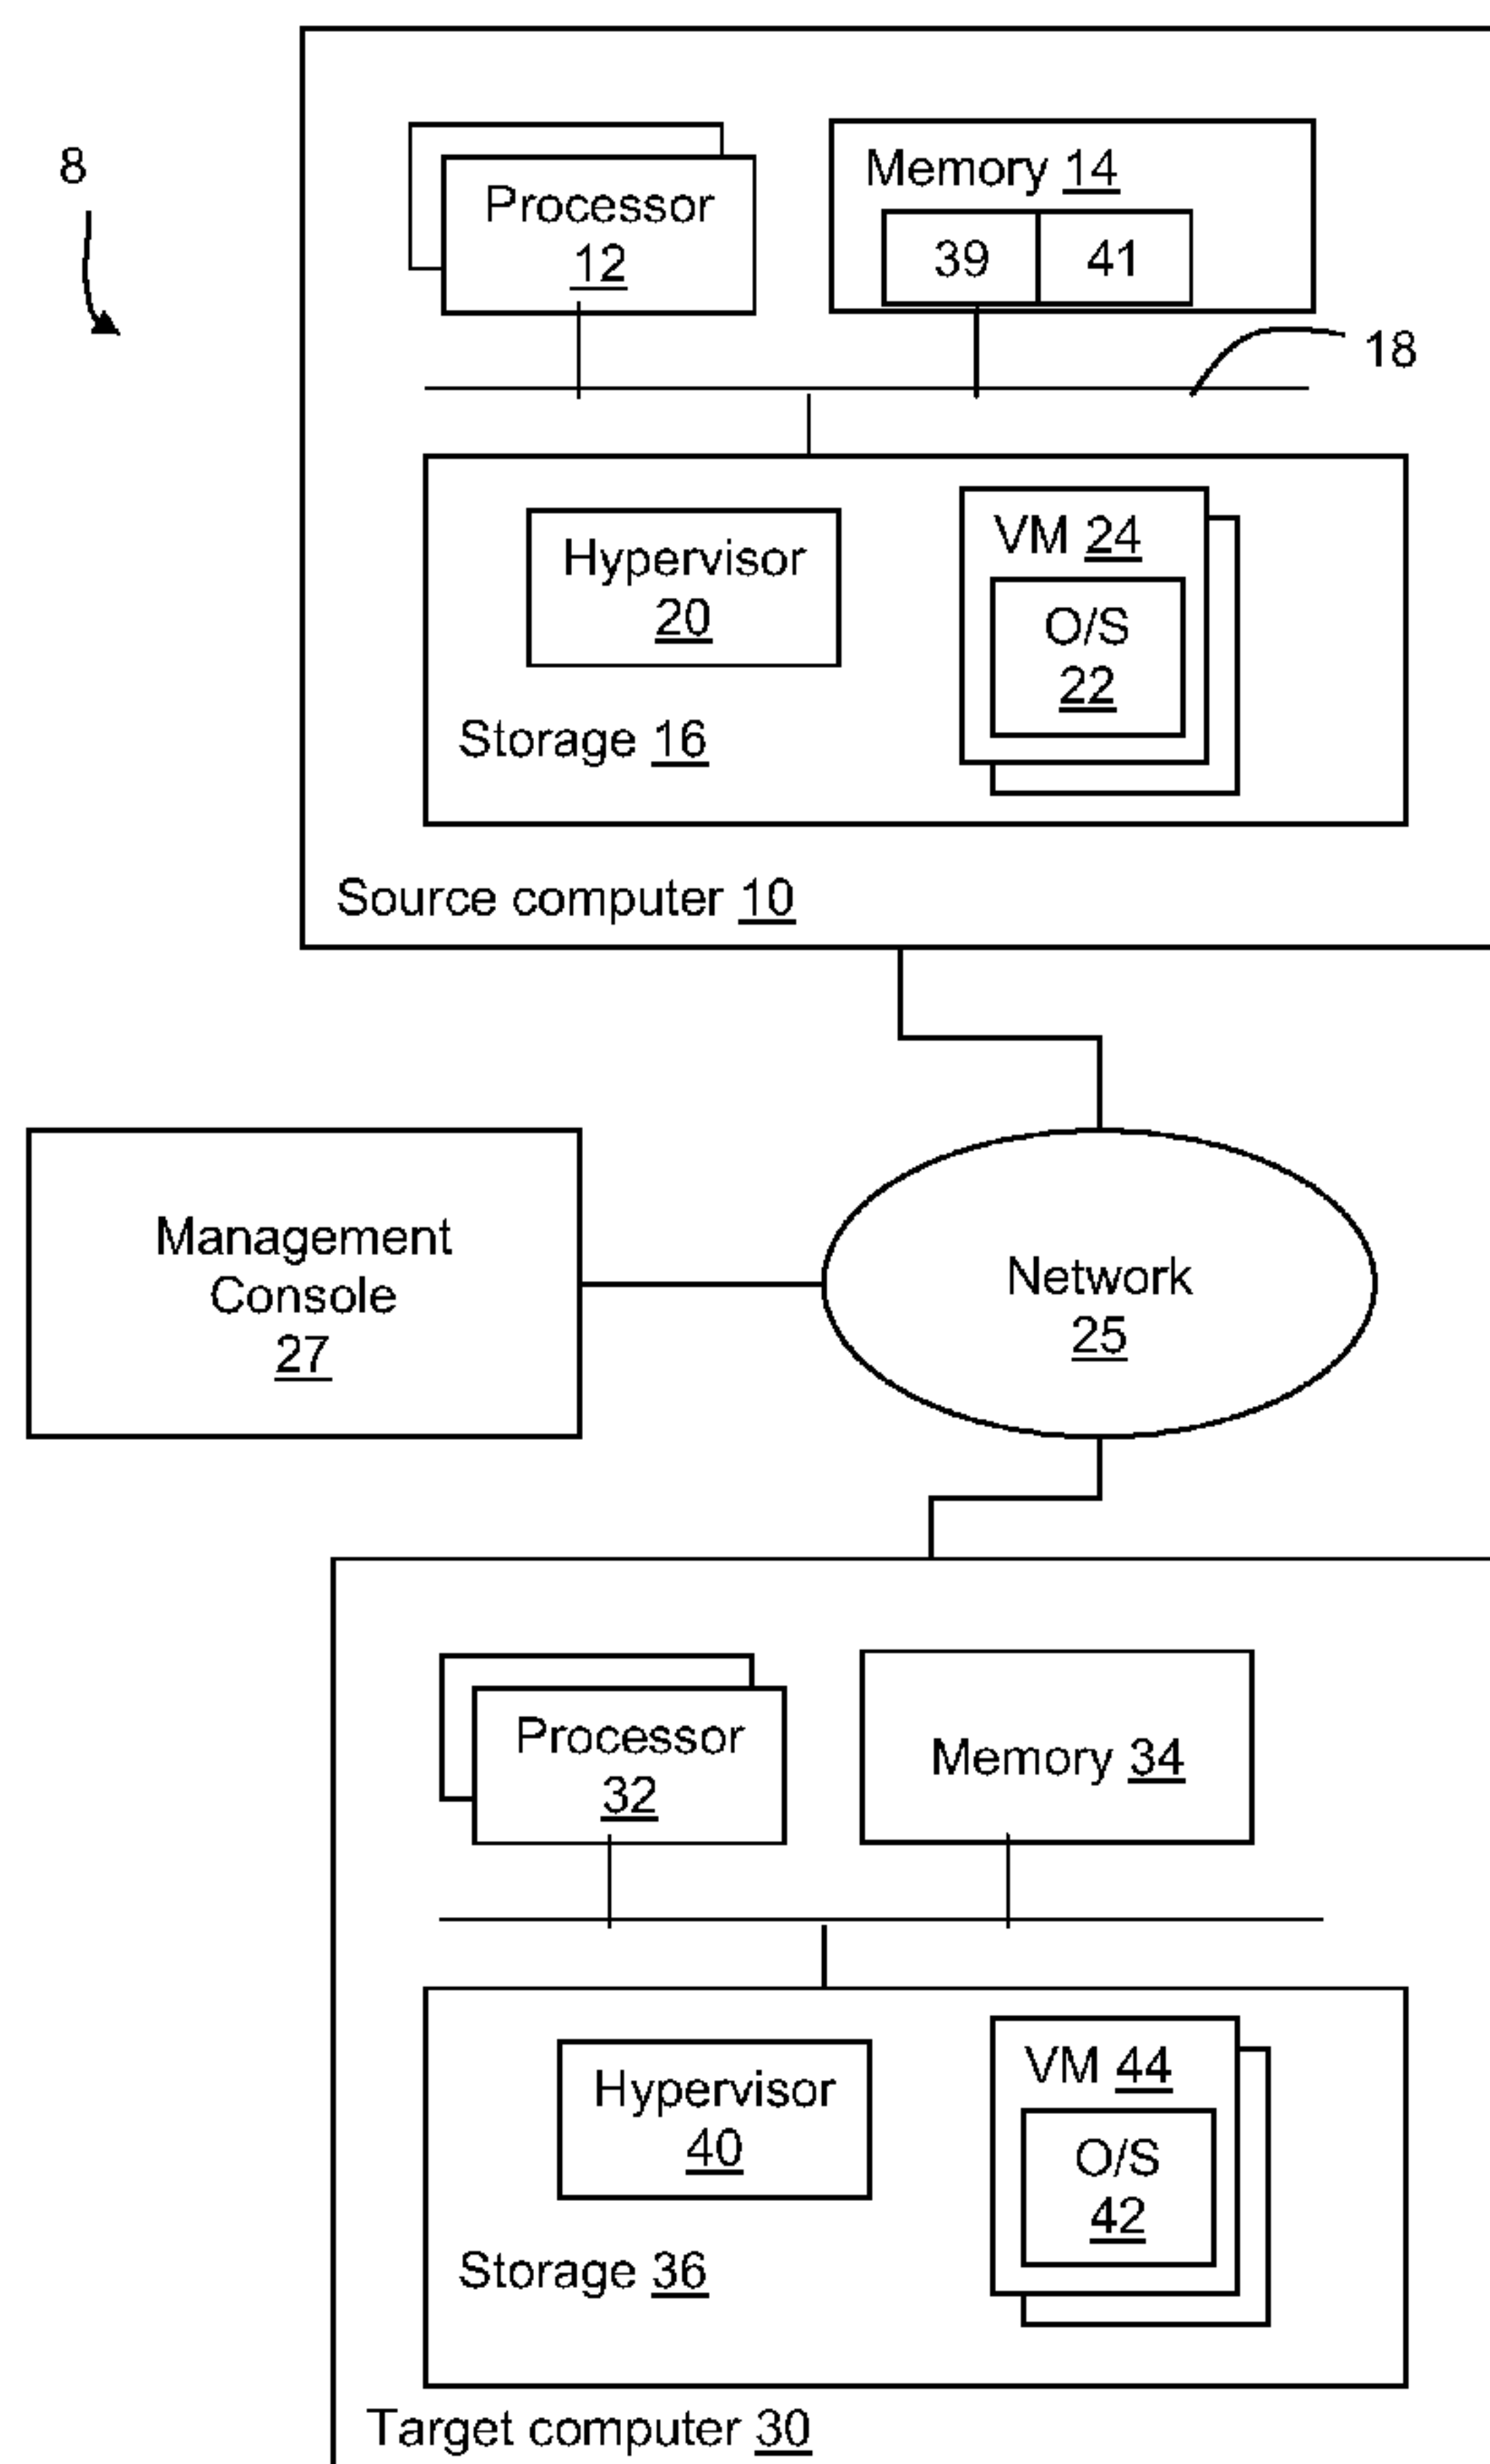 8
Processor
12
Memory 14
39 41
18
Hypervisor
20
VM 24
O/S
22
Storage 16
Source computer 10
Management
Console
27
Network
25
Processor
32
Memory 34
Hypervisor
40
VM 44
O/S
42
Storage 36
Target computer 30